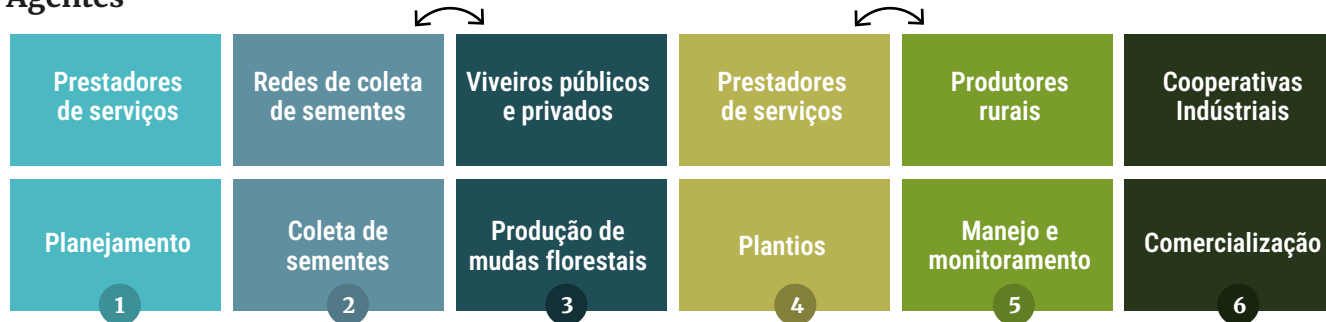 Agentes
Prestadores
de serviços
Redes de coleta
de sementes
Viveiros públicos
e privados
Prestadores
de serviços
Produtores
rurais
Cooperativas
Indústriais
Planejamento
1
Coleta de
sementes
2
Produção de
mudas florestais
3
Plantios
4
Manejo e
monitoramento
5
Comercialização
6